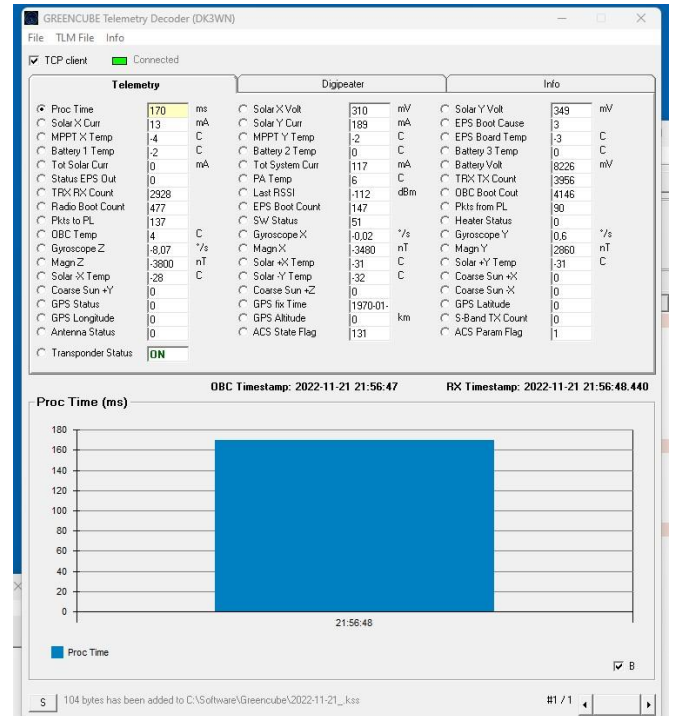 GREENCUBE Telemetry Decoder (DK3WN)
File TLM File Info
TCP client Connected
Telemetry Digipeater Info
Proc Time 170 ms Solar X Volt 310 mV Solar Y Volt 349 mV
Solar X Curr 13 mA Solar Y Curr 189 mA EPS Boot Cause 3
MPPT X Temp -4 C MPPT Y Temp -2 C EPS Board Temp -3 C
Battery 1 Temp -2 C Battery 2 Temp 0 C Battery 3 Temp 0 C
Tot Solar Curr 0 mA Tot System Curr 117 mA Battery Volt 8226 mV
Status EPS Out 0 PA Temp 6 C TRX TX Count 3956
TRX RX Count 2928 Last RSSI -112 dBm OBC Boot Cout 4146
Radio Boot Count 477 EPS Boot Count 147 Pkts from PL 90
Pkts to PL 137 SW Status 51 Heater Status 0
OBC Temp 4 C Gyroscope X -0,02 °/s Gyroscope Y 0,6 °/s
Gyroscope Z -8,07 °/s Magn X -3480 nT Magn Y 2860 nT
Magn Z -3800 nT Solar +X Temp -31 C Solar +Y Temp -31 C
Solar -X Temp -28 C Solar -Y Temp -32 C Coarse Sun +X 0
Coarse Sun +Y 0 Coarse Sun +Z 0 Coarse Sun -X 0
GPS Status 0 GPS fix Time 1970-01- GPS Latitude 0
GPS Longitude 0 GPS Altitude 0 km S-Band TX Count 0
Antenna Status 0 ACS State Flag 131 ACS Param Flag 1
Transponder Status ON
OBC Timestamp: 2022-11-21 21:56:47 RX Timestamp: 2022-11-21 21:56:48.440
Proc Time (ms)
180
160
140
120
100
80
60
40
20
0
21:56:48
Proc Time
B
S 104 bytes has been added to C:\Software\Greencube\2022-11-21_.kss #1 / 1